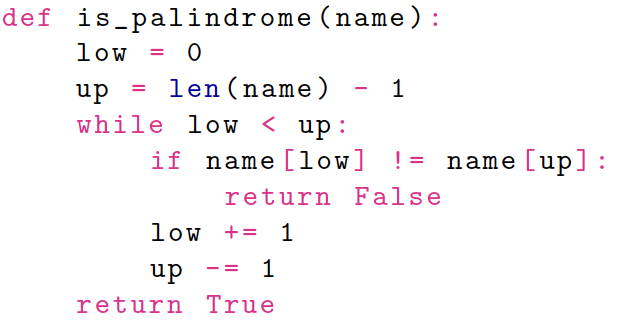 def is_palindrome(name):
    low = 0
    up = len(name) - 1
    while low < up:
        if name[low] != name[up]:
            return False
        low += 1
        up -= 1
    return True